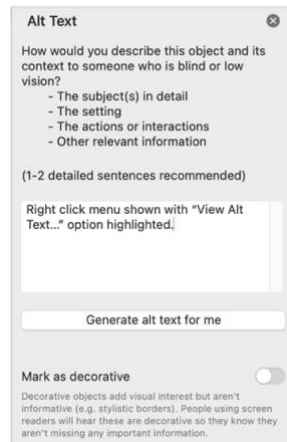 Alt Text
How would you describe this object and its
context to someone who is blind or low
vision?
- The subject(s) in detail
- The setting
- The actions or interactions
- Other relevant information
(1-2 detailed sentences recommended)
Right click menu shown with “View Alt
Text...” option highlighted.
Generate alt text for me
Mark as decorative
Decorative objects add visual interest but aren't
informative (e.g. stylistic borders). People using screen
readers will hear these are decorative so they know they
aren't missing any important information.